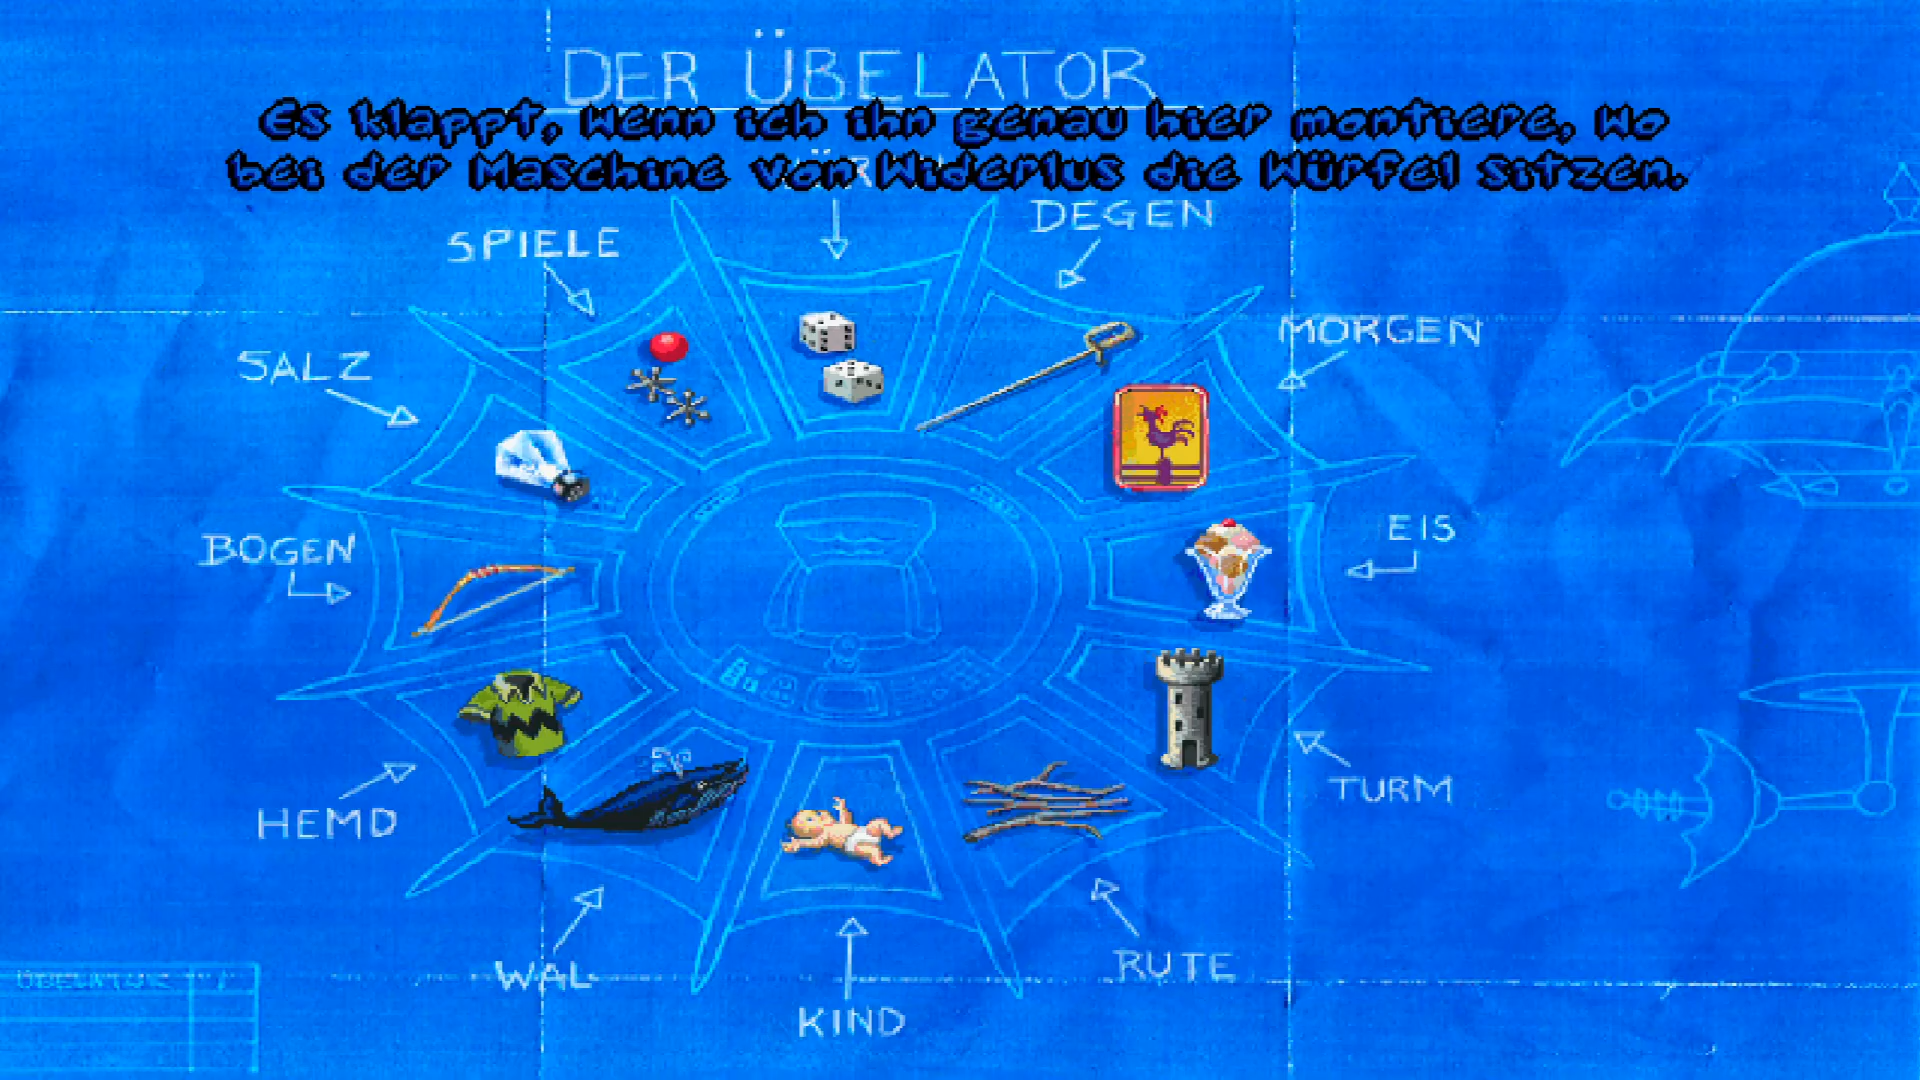 DER ÜBELATOR
Es klappt, wenn ich ihn genau hier montiere, wo
bei der Maschine von Widerlus die Würfel sitzen.
DEGEN
SPIELE
MORGEN
SALZ
EIS
BOGEN
TURM
HEMD
RUTE
WAL
ÜBELATOR
KIND